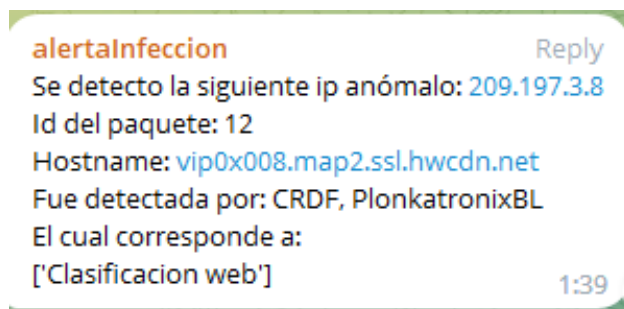 alertaInfeccion Reply
Se detecto la siguiente ip anómalo: 209.197.3.8
Id del paquete: 12
Hostname: vip0x008.map2.ssl.hwcdn.net
Fue detectada por: CRDF, PlonkatronixBL
El cual corresponde a:
['Clasificacion web']
1:39